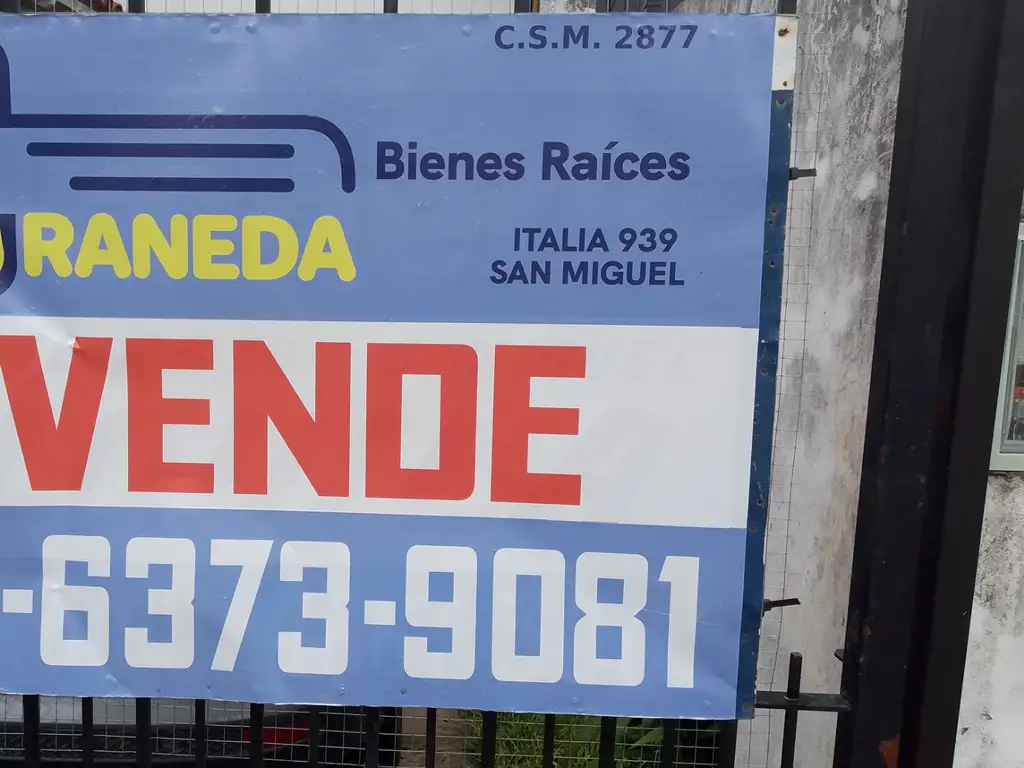 C.S.M. 2877
Bienes Raíces
RANEDA
ITALIA 939
SAN MIGUEL
VENDE
-6373-9081